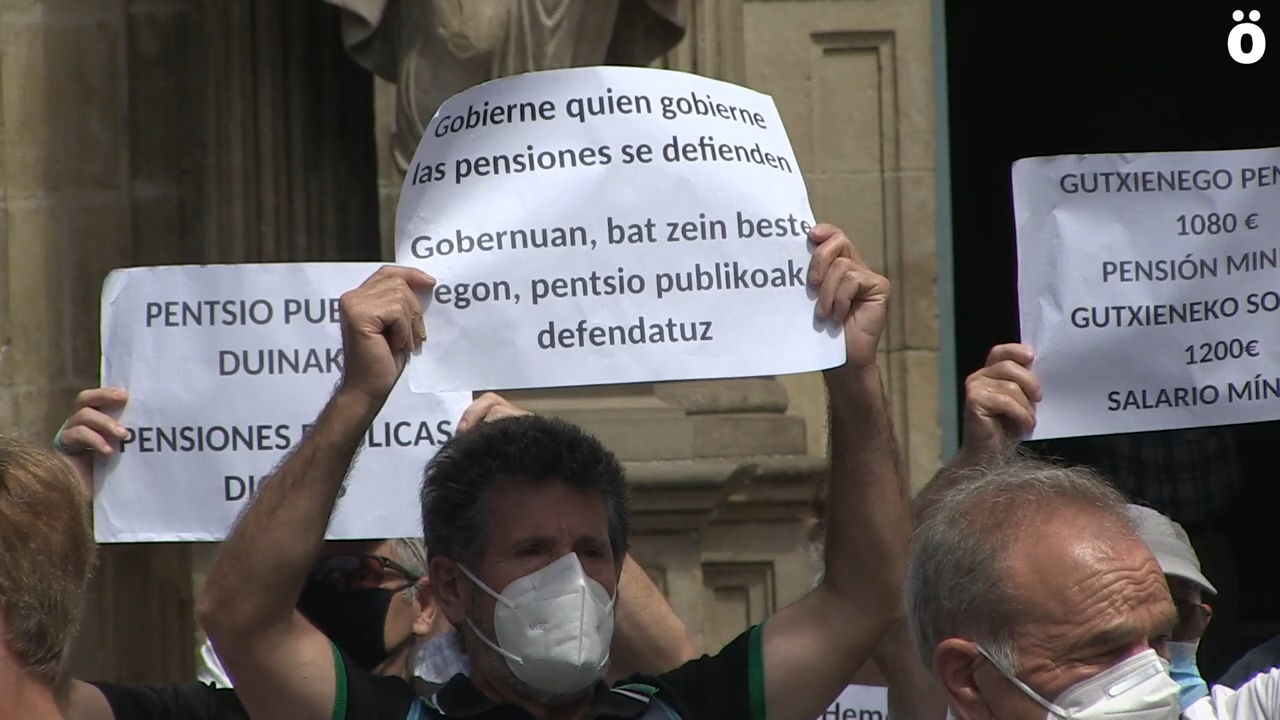 ö
Gobierne quien gobierne
las pensiones se defienden
Gobernuan, bat zein beste
egon, pentsio publikoak
defendatuz
PENTSIO PUB
DUINAK
PENSIONES LICAS
GUTXIENEGO PEN
1080 €
PENSIÓN MIN
GUTXIENEKO SO
1200€
SALARIO MÍN
Heme